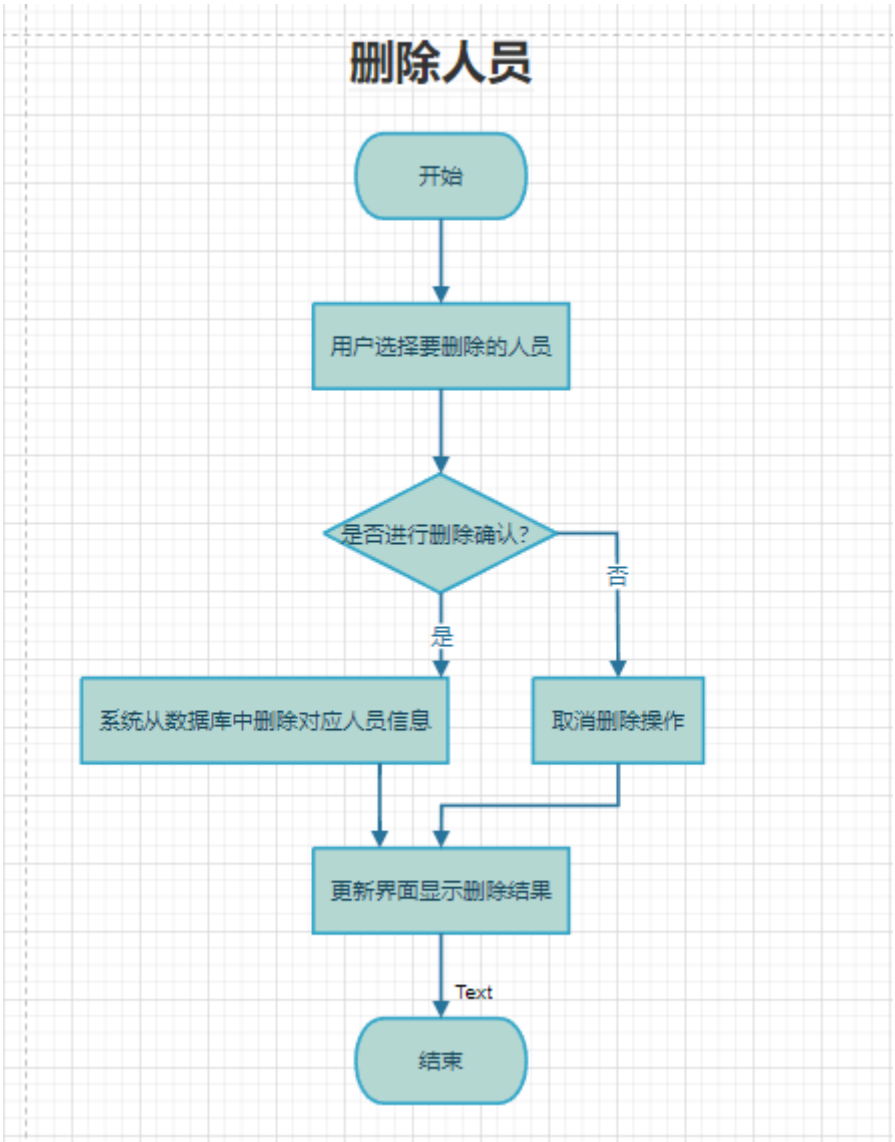 删除人员
开始
用户选择要删除的人员
是否进行删除确认?
否
是
系统从数据库中删除对应人员信息
取消删除操作
更新界面显示删除结果
Text
结束